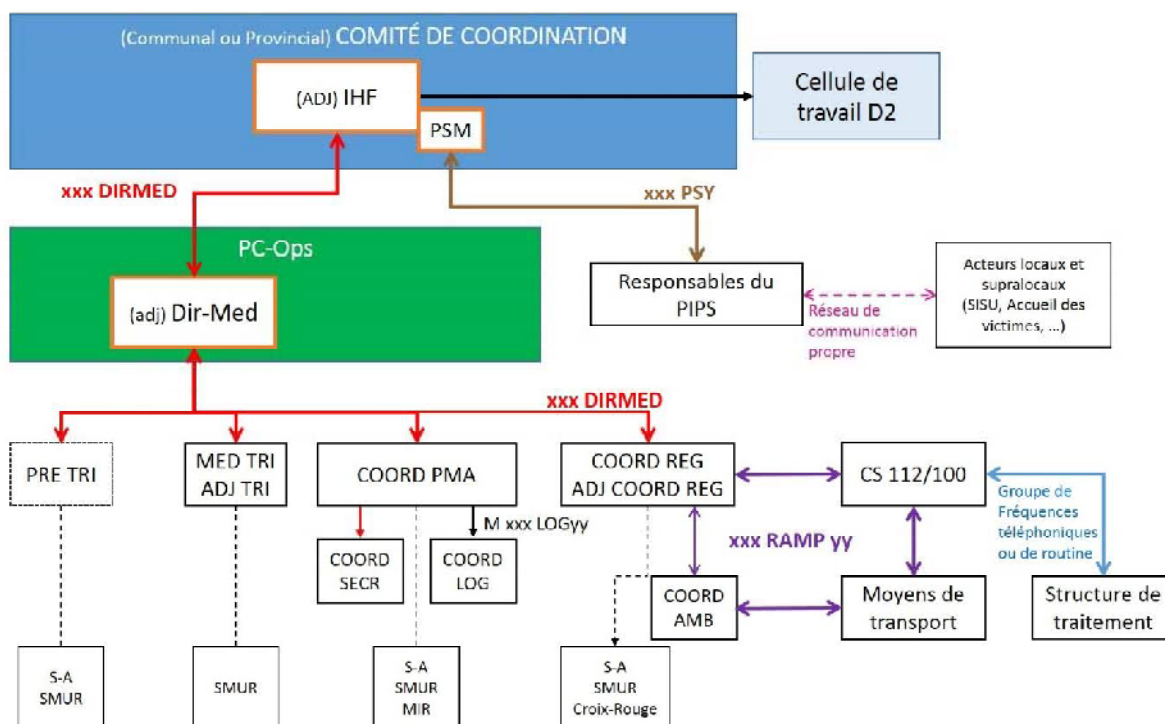 (Communal ou Provincial) COMITÉ DE COORDINATION
(ADJ) IHF
PSM
Cellule de
travail D2
xxx DIRMED
xxx PSY
PC-Ops
(adj) Dir-Med
Responsables du
PIPS
Réseau de
communication
propre
Acteurs locaux et
supralocaux
(SISU, Accueil des
victimes, ...)
xxx DIRMED
PRE TRI
MED TRI
ADJ TRI
COORD PMA
COORD REG
ADJ COORD REG
CS 112/100
Groupe de
Fréquences
téléphoniques
ou de routine
M xxx LOGyy
xxx RAMP yy
COORD
SECR
COORD
LOG
COORD
AMB
Moyens de
transport
Structure de
traitement
S-A
SMUR
SMUR
S-A
SMUR
MIR
S-A
SMUR
Croix-Rouge